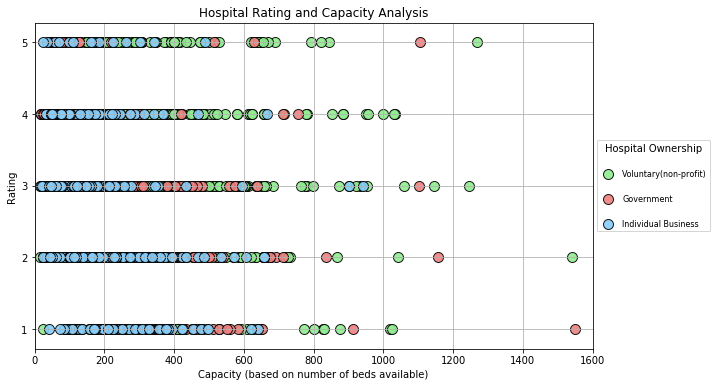 Hospital Rating and Capacity Analysis
5
4
3
2
1
Rating
0
200
400
600
800
1000
1200
1400
1600
Capacity (based on number of beds available)
Hospital Ownership
Voluntary(non-profit)
Government
Individual Business